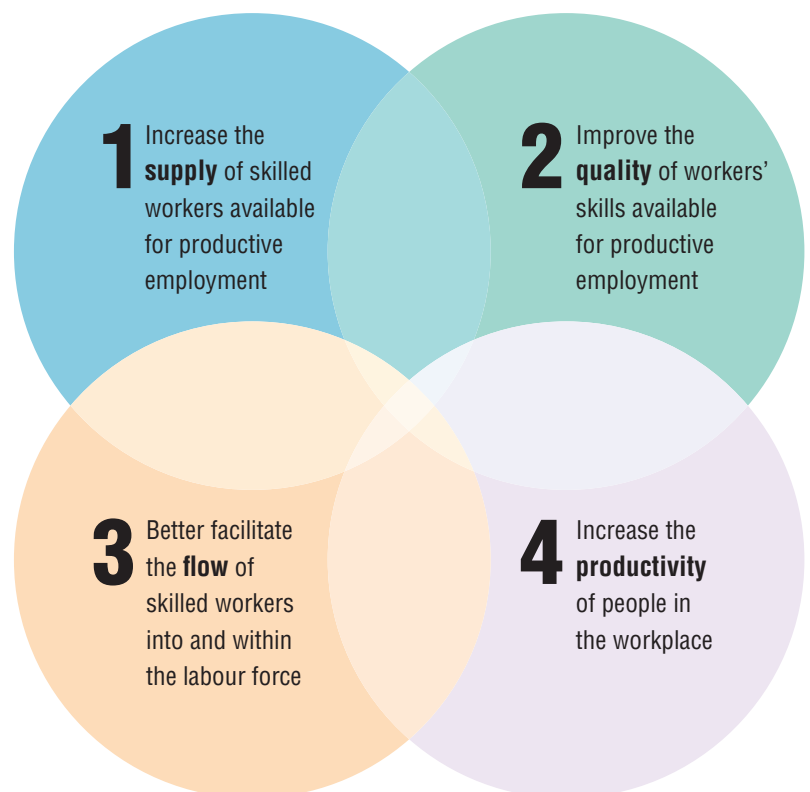 1
Increase the
supply of skilled
workers available
for productive
employment
2
Improve the
quality of workers’
skills available
for productive
employment
3
Better facilitate
the flow of
skilled workers
into and within
the labour force
4
Increase the
productivity
of people in
the workplace